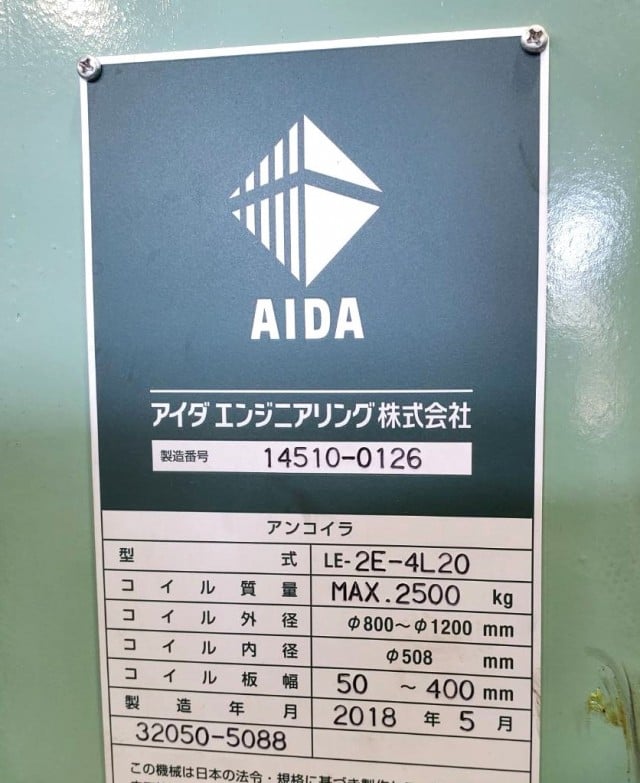 AIDA
アイダエンジニアリング株式会社
製造番号 14510-0126
アンコイラ
型式 LE-2E-4L20
コイル質量 MAX.2500 kg
コイル外径 φ800～φ1200 mm
コイル内径 φ508 mm
コイル板幅 50 ～400 mm
製造年月 2018 年 5 月
32050-5088
この機械は日本の法令・規格に基づき製作し